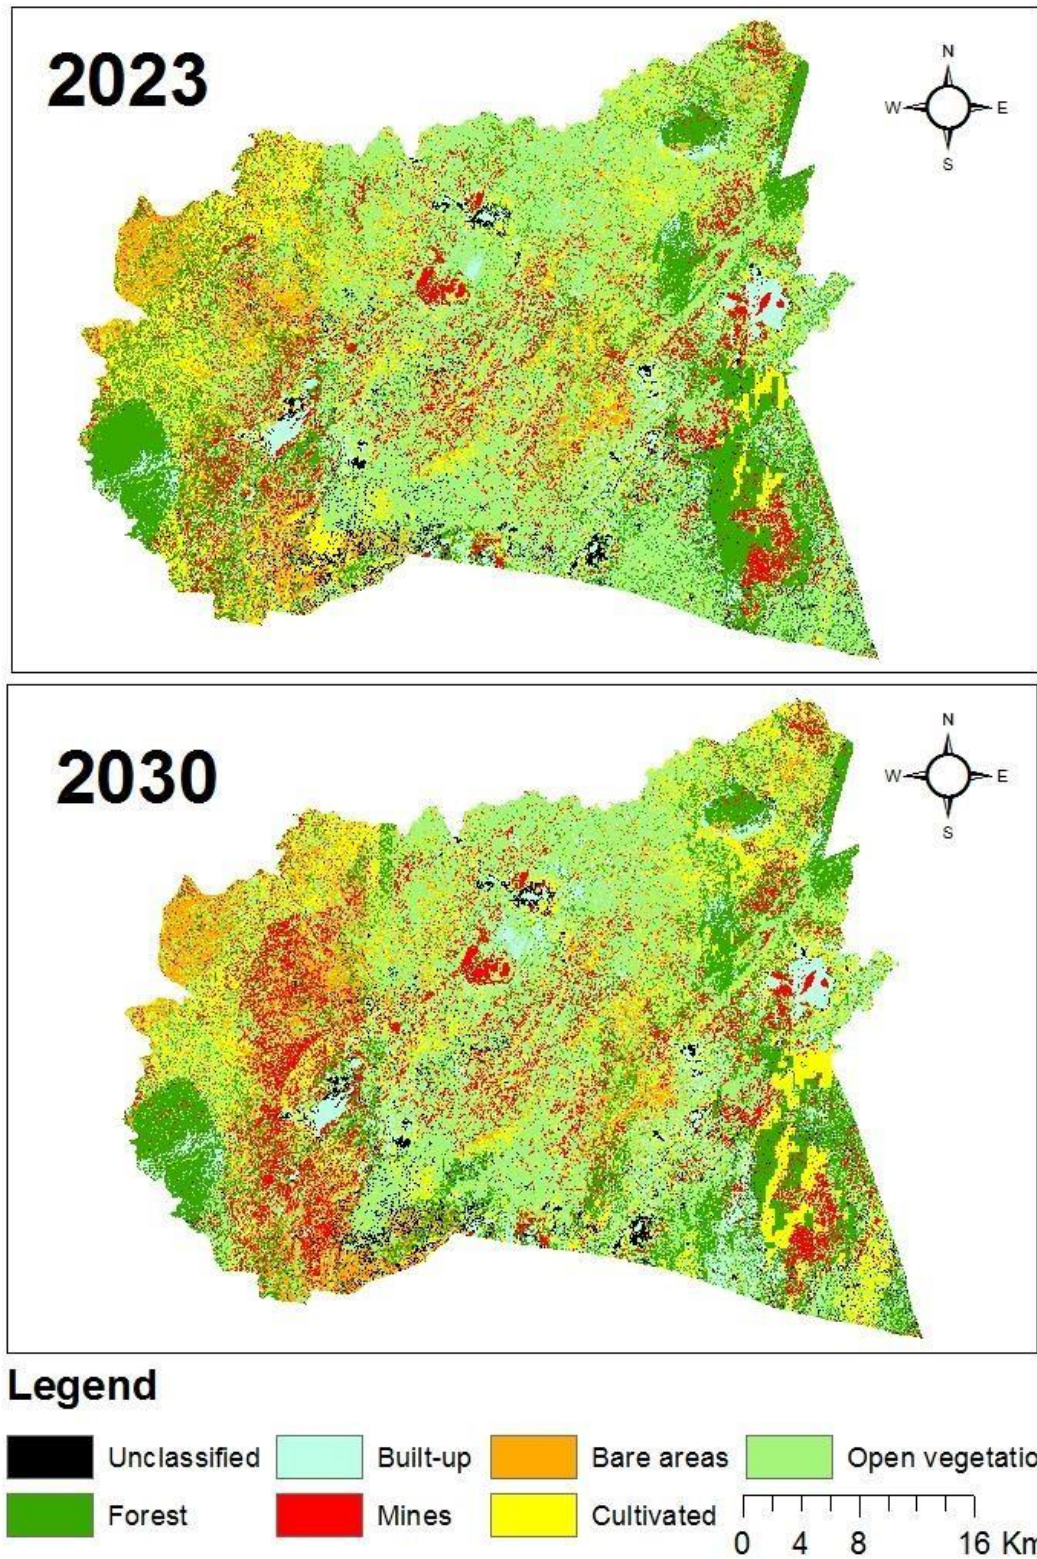 2023
N
W E
S
2030
N
W E
S
Legend
Unclassified Built-up Bare areas Open vegetatio
Forest Mines Cultivated
0 4 8 16 Km